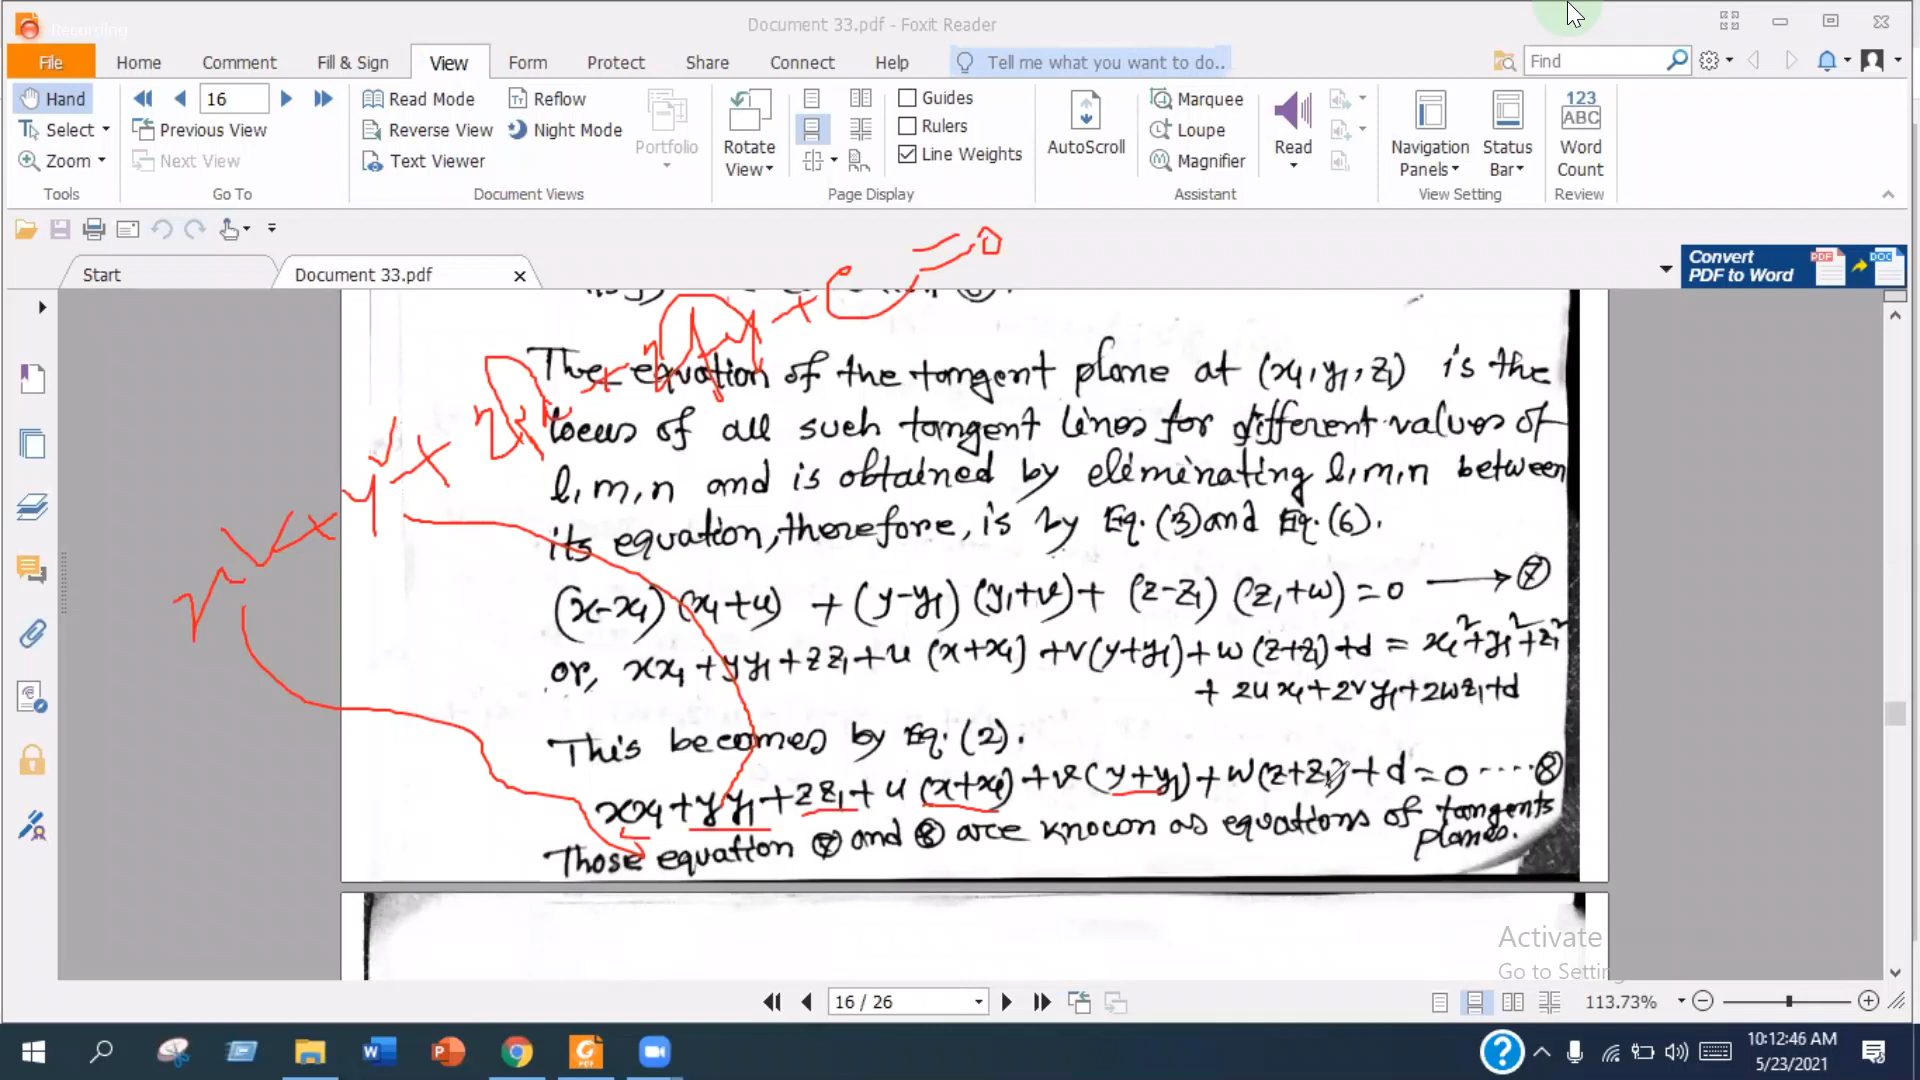 Recording
Document 33.pdf - Foxit Reader
File Home Comment Fill & Sign View Form Protect Share Connect Help Tell me what you want to do.. Find
Hand 16 Read Mode Reflow Guides Marquee
Select Previous View Reverse View Night Mode Rulers Loupe
Zoom Next View Text Viewer Portfolio Rotate View Line Weights AutoScroll Magnifier Read Navigation Panels Status Bar 123 ABC Word Count
Tools Go To Document Views Page Display Assistant View Setting Review
Start Document 33.pdf Convert PDF to Word PDF DOC
= 0
The equation of the tangent plane at (x₁, y₁, z₁) is the
locus of all such tangent lines for different values of
l, m, n and is obtained by eliminating l, m, n between
its equation, therefore, is by Eq. (3) and Eq. (6).
(x-x₁) (x₁+u) + (y-y₁) (y₁+v) + (z-z₁) (z₁+w) = 0 → ⑦
or, xx₁ + yy₁ + zz₁ + u (x+x₁) + v (y+y₁) + w (z+z₁) + d = x₁² + y₁² + z₁²
+ 2ux₁ + 2vy₁ + 2wz₁ + d
This becomes by Eq. (2).
xx₁ + yy₁ + zz₁ + u (x+x₁) + v (y+y₁) + w (z+z₁) + d = 0 .... ⑧
Those equation ⑦ and ⑧ are known as equations of tangents
planes.
Activate
Go to Settin
16 / 26 113.73%
10:12:46 AM
5/23/2021